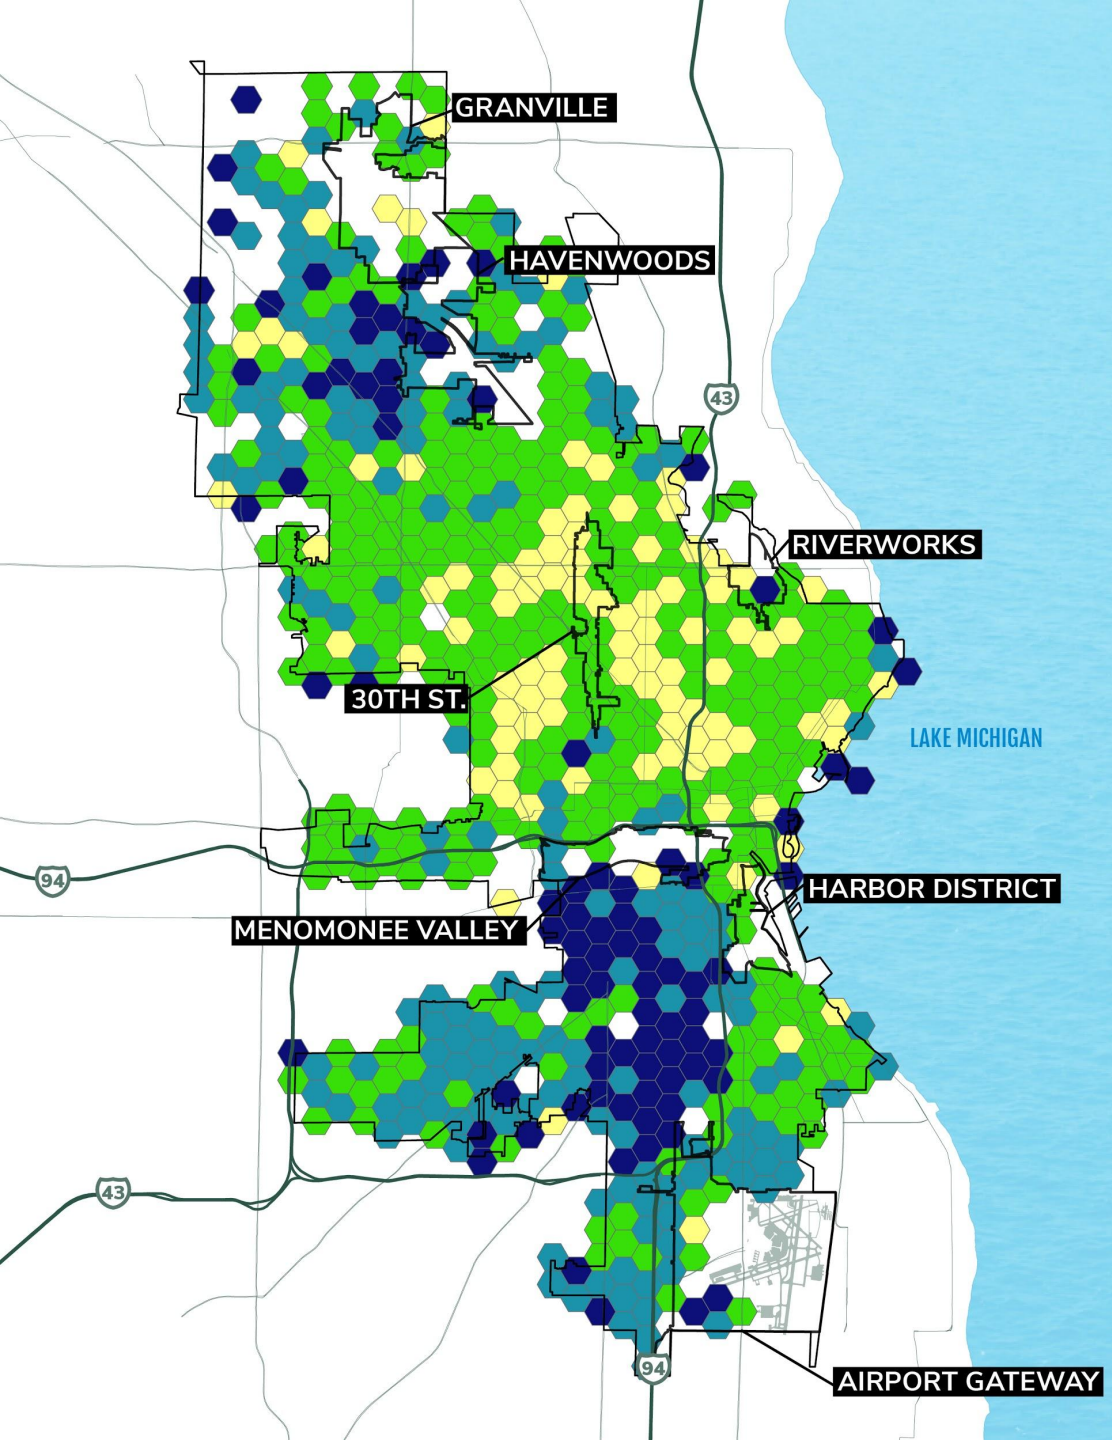 GRANVILLE
HAVENWOODS
43
RIVERWORKS
30TH ST.
LAKE MICHIGAN
94
HARBOR DISTRICT
MENOMONEE VALLEY
43
94
AIRPORT GATEWAY